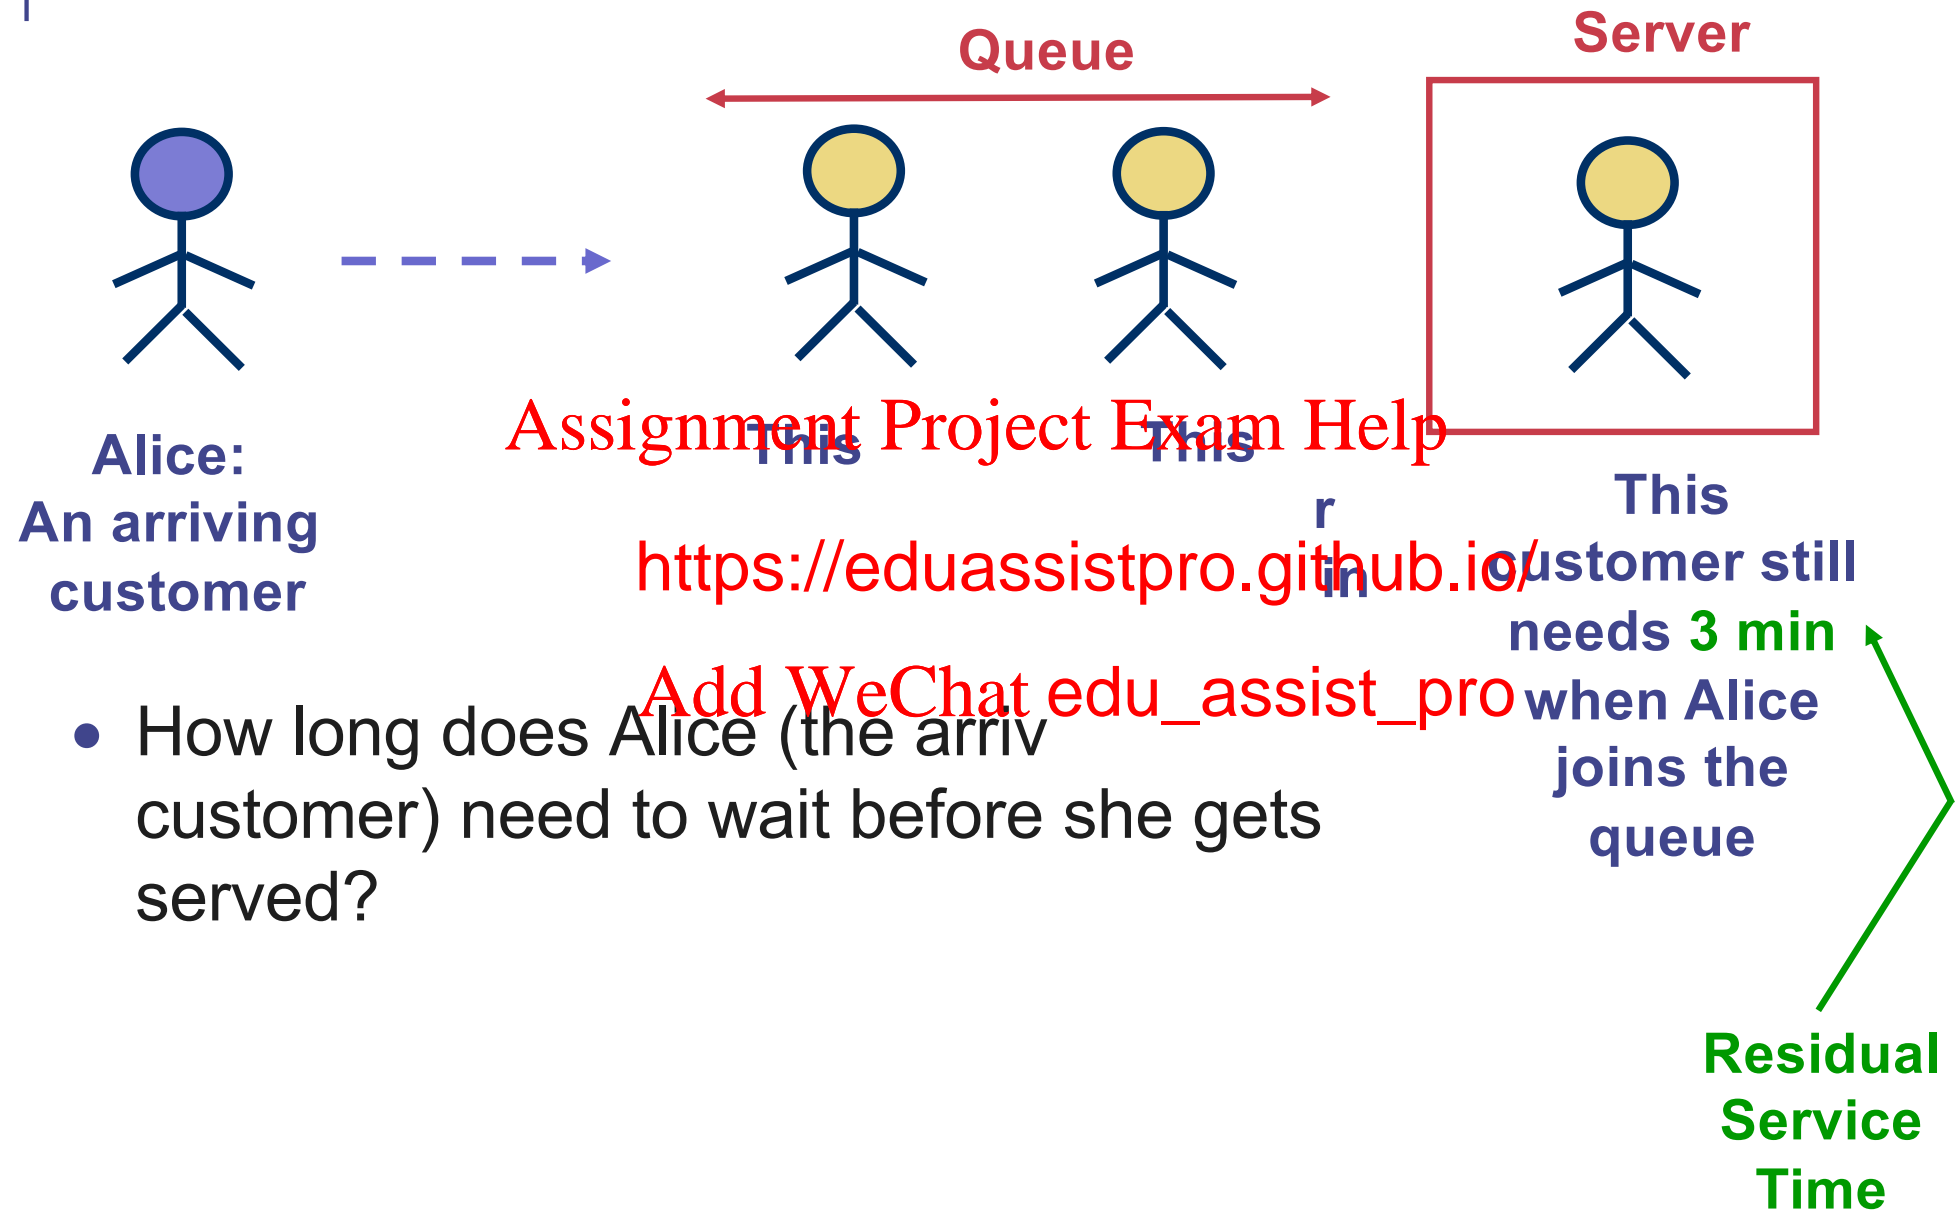 Queue
Server
Assignment Project Exam Help
Alice:
An arriving
customer
This
This
r
in
This
customer still
needs 3 min
when Alice
joins the
queue
https://eduassistpro.github.io/
Add WeChat edu_assist_pro
How long does Alice (the arriv
customer) need to wait before she gets
served?
Residual
Service
Time